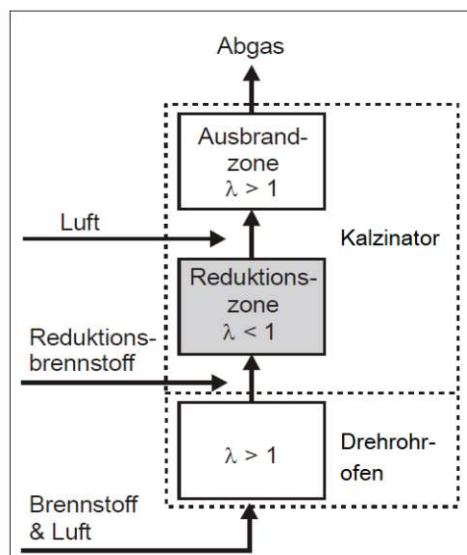 Abgas
Ausbrand-
zone
λ > 1
Luft
Kalzinator
Reduktions-
zone
λ < 1
Reduktions-
brennstoff
λ > 1
Drehrohr-
ofen
Brennstoff
& Luft